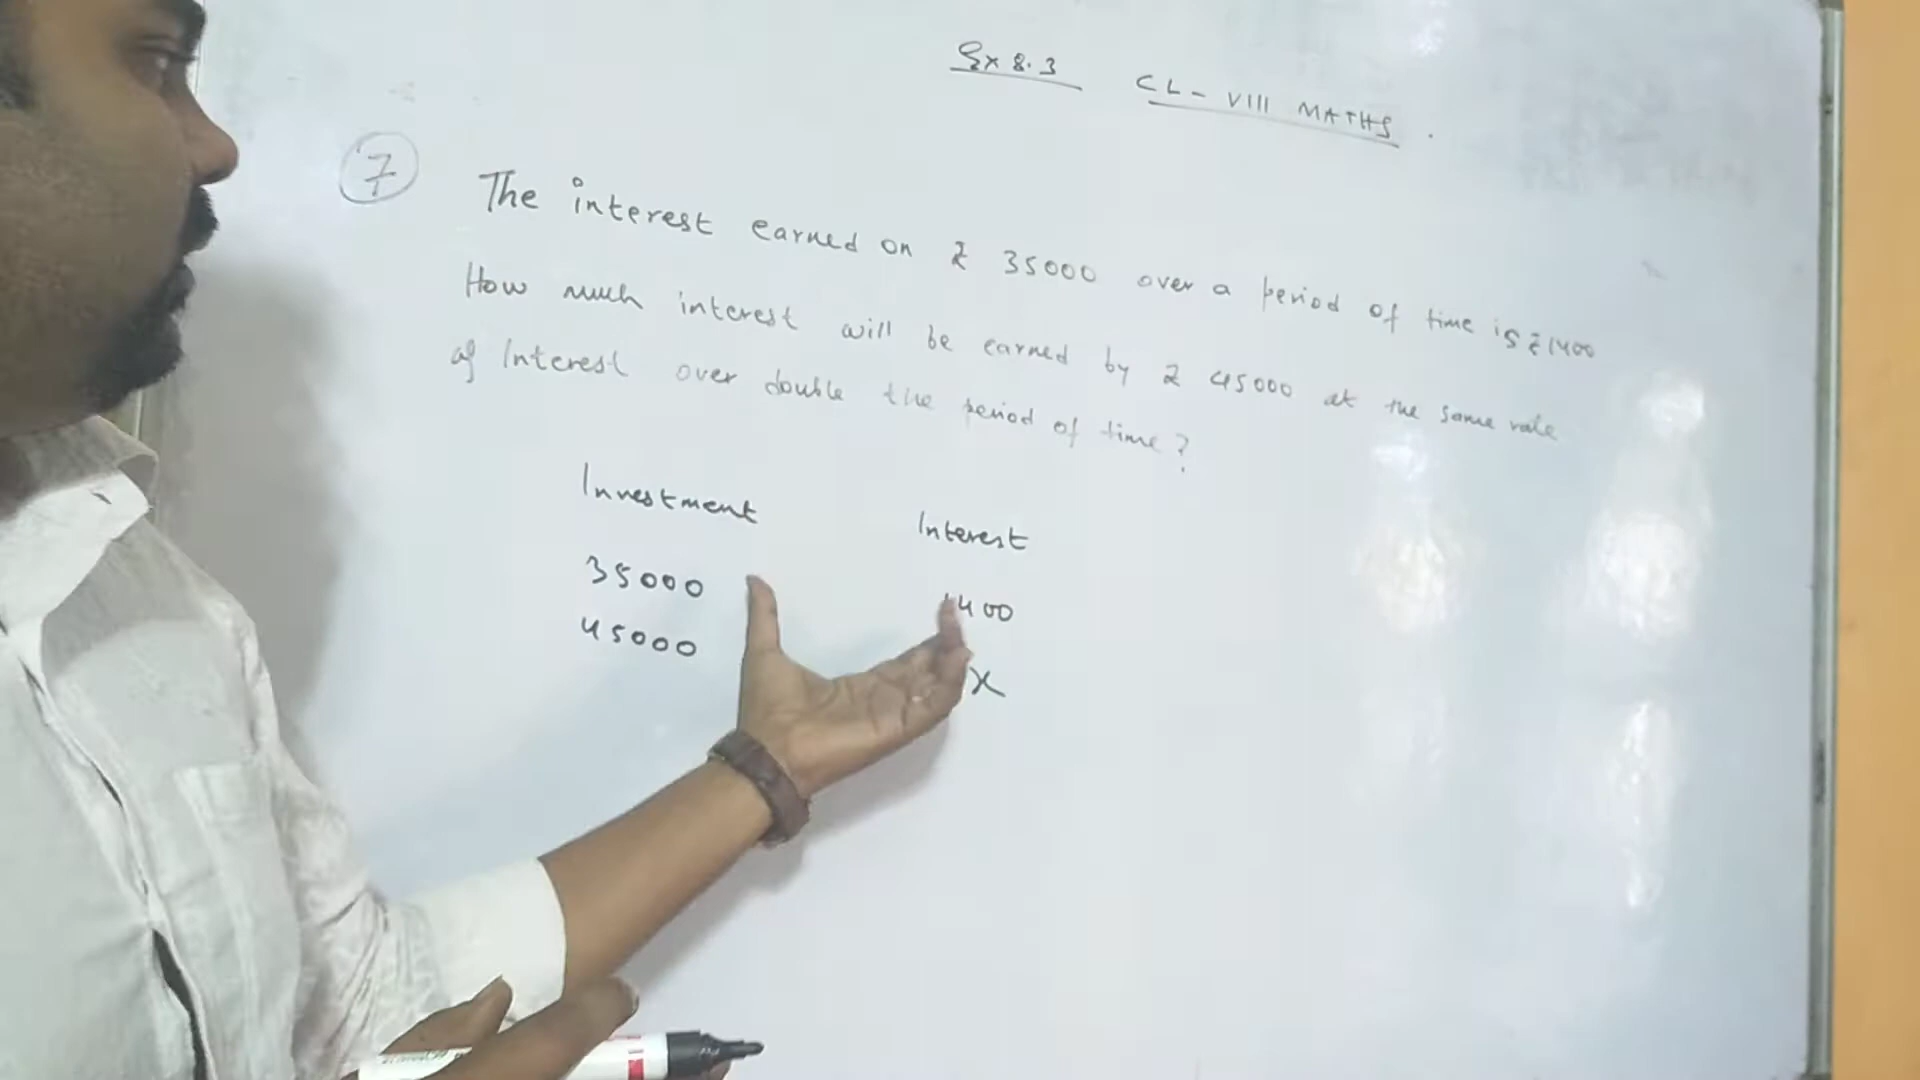 Ex 8.3 CL - VIII MATHS.
7 The interest earned on ₹ 35000 over a period of time is ₹ 1400
How much interest will be earned by ₹ 45000 at the same rate
of Interest over double the period of time?
Investment Interest
35000 1400
45000 x